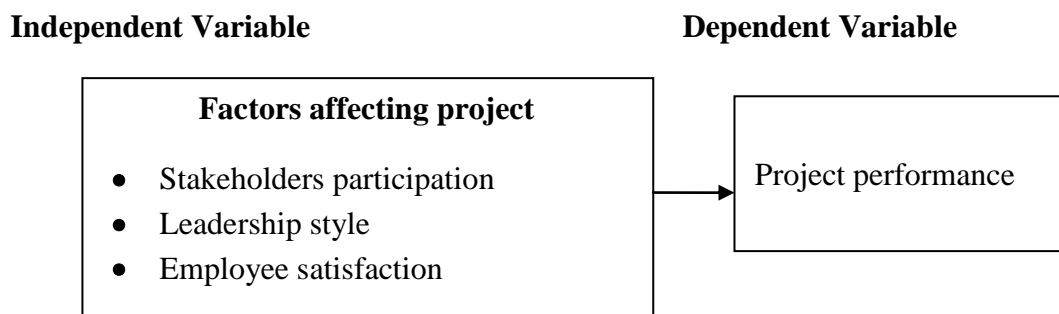 Independent Variable
Dependent Variable
Factors affecting project
• Stakeholders participation
• Leadership style
• Employee satisfaction
Project performance